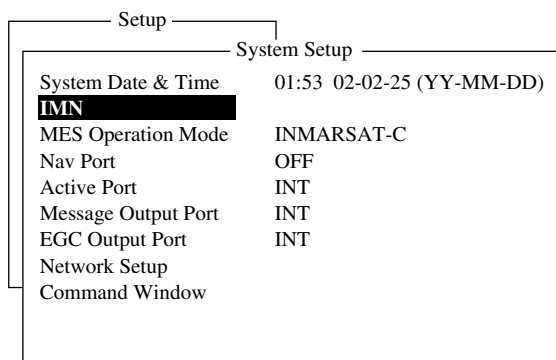 Setup
System Setup
System Date & Time 01:53 02-02-25 (YY-MM-DD)
IMN
MES Operation Mode INMARSAT-C
Nav Port OFF
Active Port INT
Message Output Port INT
EGC Output Port INT
Network Setup
Command Window